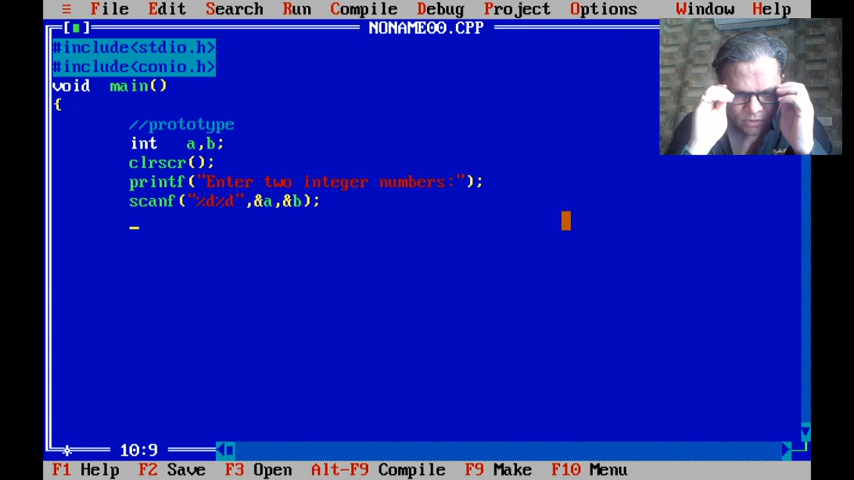 ≡ File Edit Search Run Compile Debug Project Options Window Help
[■] NONAME00.CPP
#include<stdio.h>
#include<conio.h>
void main()
{
//prototype
int a,b;
clrscr();
printf("Enter two integer numbers:");
scanf("%d%d",&a,&b);
10:9
F1 Help F2 Save F3 Open Alt-F9 Compile F9 Make F10 Menu